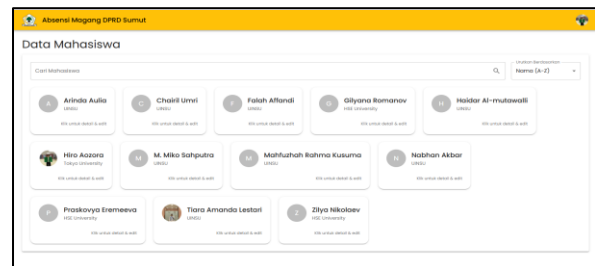 Absensi Magang DPRD Sumut
Data Mahasiswa
Cari Mahasiswa
Urutkan Berdasarkan
Nama (A-Z)
A
Arinda Aulia
UINSU
Klik untuk detail & edit
C
Chairil Umri
UINSU
Klik untuk detail & edit
F
Falah Affandi
UINSU
Klik untuk detail & edit
G
Gilyana Romanov
HSE University
Klik untuk detail & edit
H
Haidar Al-mutawalli
UINSU
Klik untuk detail & edit
Hiro Aozora
Tokyo University
Klik untuk detail & edit
M
M. Miko Sahputra
UINSU
Klik untuk detail & edit
M
Mahfuzhah Rahma Kusuma
UINSU
Klik untuk detail & edit
N
Nabhan Akbar
UINSU
Klik untuk detail & edit
P
Praskovya Eremeeva
HSE University
Klik untuk detail & edit
Tiara Amanda Lestari
UINSU
Klik untuk detail & edit
Z
Zilya Nikolaev
HSE University
Klik untuk detail & edit